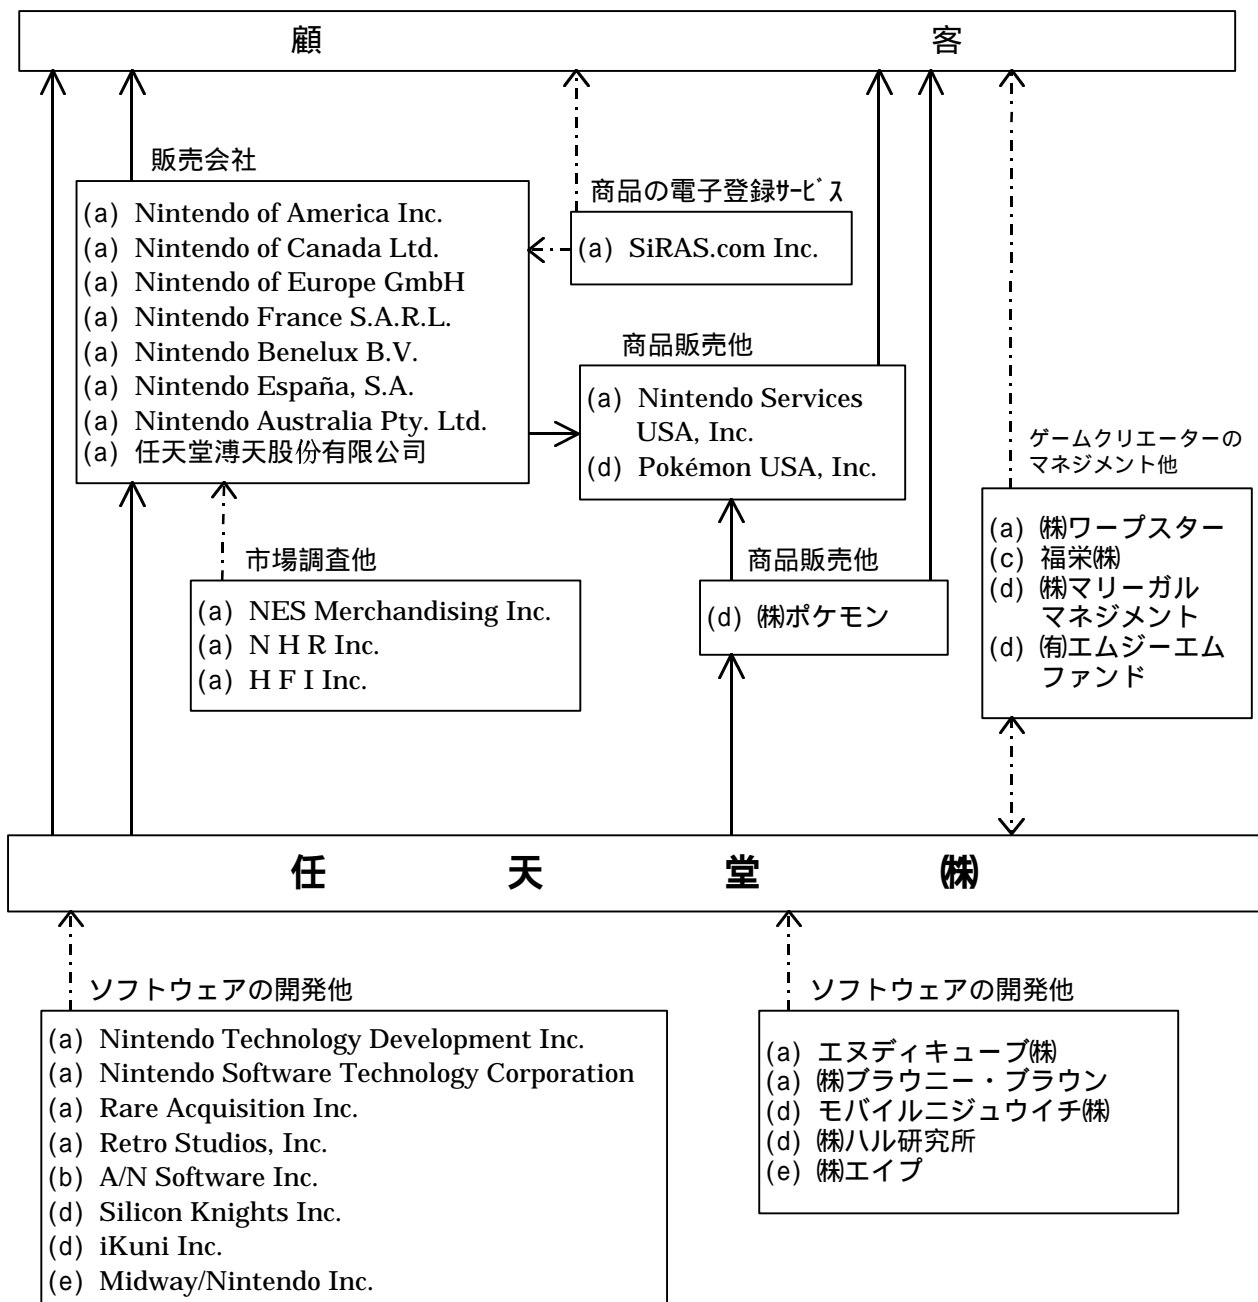 顧客
販売会社
(a) Nintendo of America Inc.
(a) Nintendo of Canada Ltd.
(a) Nintendo of Europe GmbH
(a) Nintendo France S.A.R.L.
(a) Nintendo Benelux B.V.
(a) Nintendo España, S.A.
(a) Nintendo Australia Pty. Ltd.
(a) 任天堂溥天股份有限公司
商品の電子登録ｻｰﾋﾞｽ
(a) SiRAS.com Inc.
商品販売他
(a) Nintendo Services
USA, Inc.
(d) Pokémon USA, Inc.
ゲームクリエーターの
マネジメント他
(a) ㈱ワープスター
(c) 福栄㈱
(d) ㈱マリーガル
マネジメント
(d) ㈲エムジーエム
ファンド
市場調査他
(a) NES Merchandising Inc.
(a) N H R Inc.
(a) H F I Inc.
商品販売他
(d) ㈱ポケモン
任天堂㈱
ソフトウェアの開発他
(a) Nintendo Technology Development Inc.
(a) Nintendo Software Technology Corporation
(a) Rare Acquisition Inc.
(a) Retro Studios, Inc.
(b) A/N Software Inc.
(d) Silicon Knights Inc.
(d) iKuni Inc.
(e) Midway/Nintendo Inc.
ソフトウェアの開発他
(a) エヌディキューブ㈱
(a) ㈱ブラウニー・ブラウン
(d) モバイルニジュウイチ㈱
(d) ㈱ハル研究所
(e) ㈱エイプ